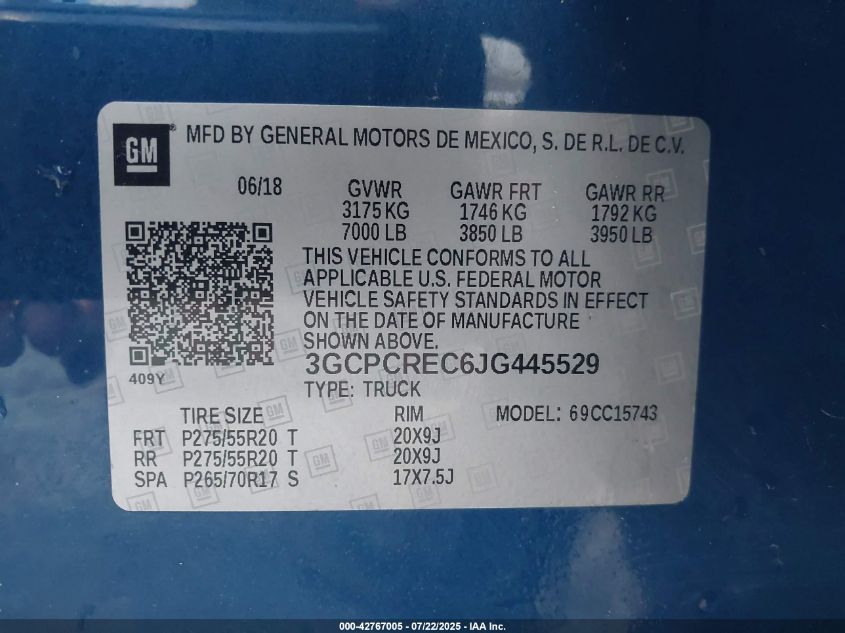 GM
MFD BY GENERAL MOTORS DE MEXICO, S. DE R.L. DE C.V.
06/18 GVWR GAWR FRT GAWR RR
3175 KG 1746 KG 1792 KG
7000 LB 3850 LB 3950 LB
THIS VEHICLE CONFORMS TO ALL
APPLICABLE U.S. FEDERAL MOTOR
VEHICLE SAFETY STANDARDS IN EFFECT
ON THE DATE OF MANUFACTURE
SHOWN ABOVE.
3GCPCREC6JG445529
409Y
TYPE: TRUCK
TIRE SIZE RIM MODEL: 69CC15743
FRT P275/55R20 T 20X9J
RR P275/55R20 T 20X9J
SPA P265/70R17 S 17X7.5J
000-42767005 - 07/22/2025 - IAA Inc.